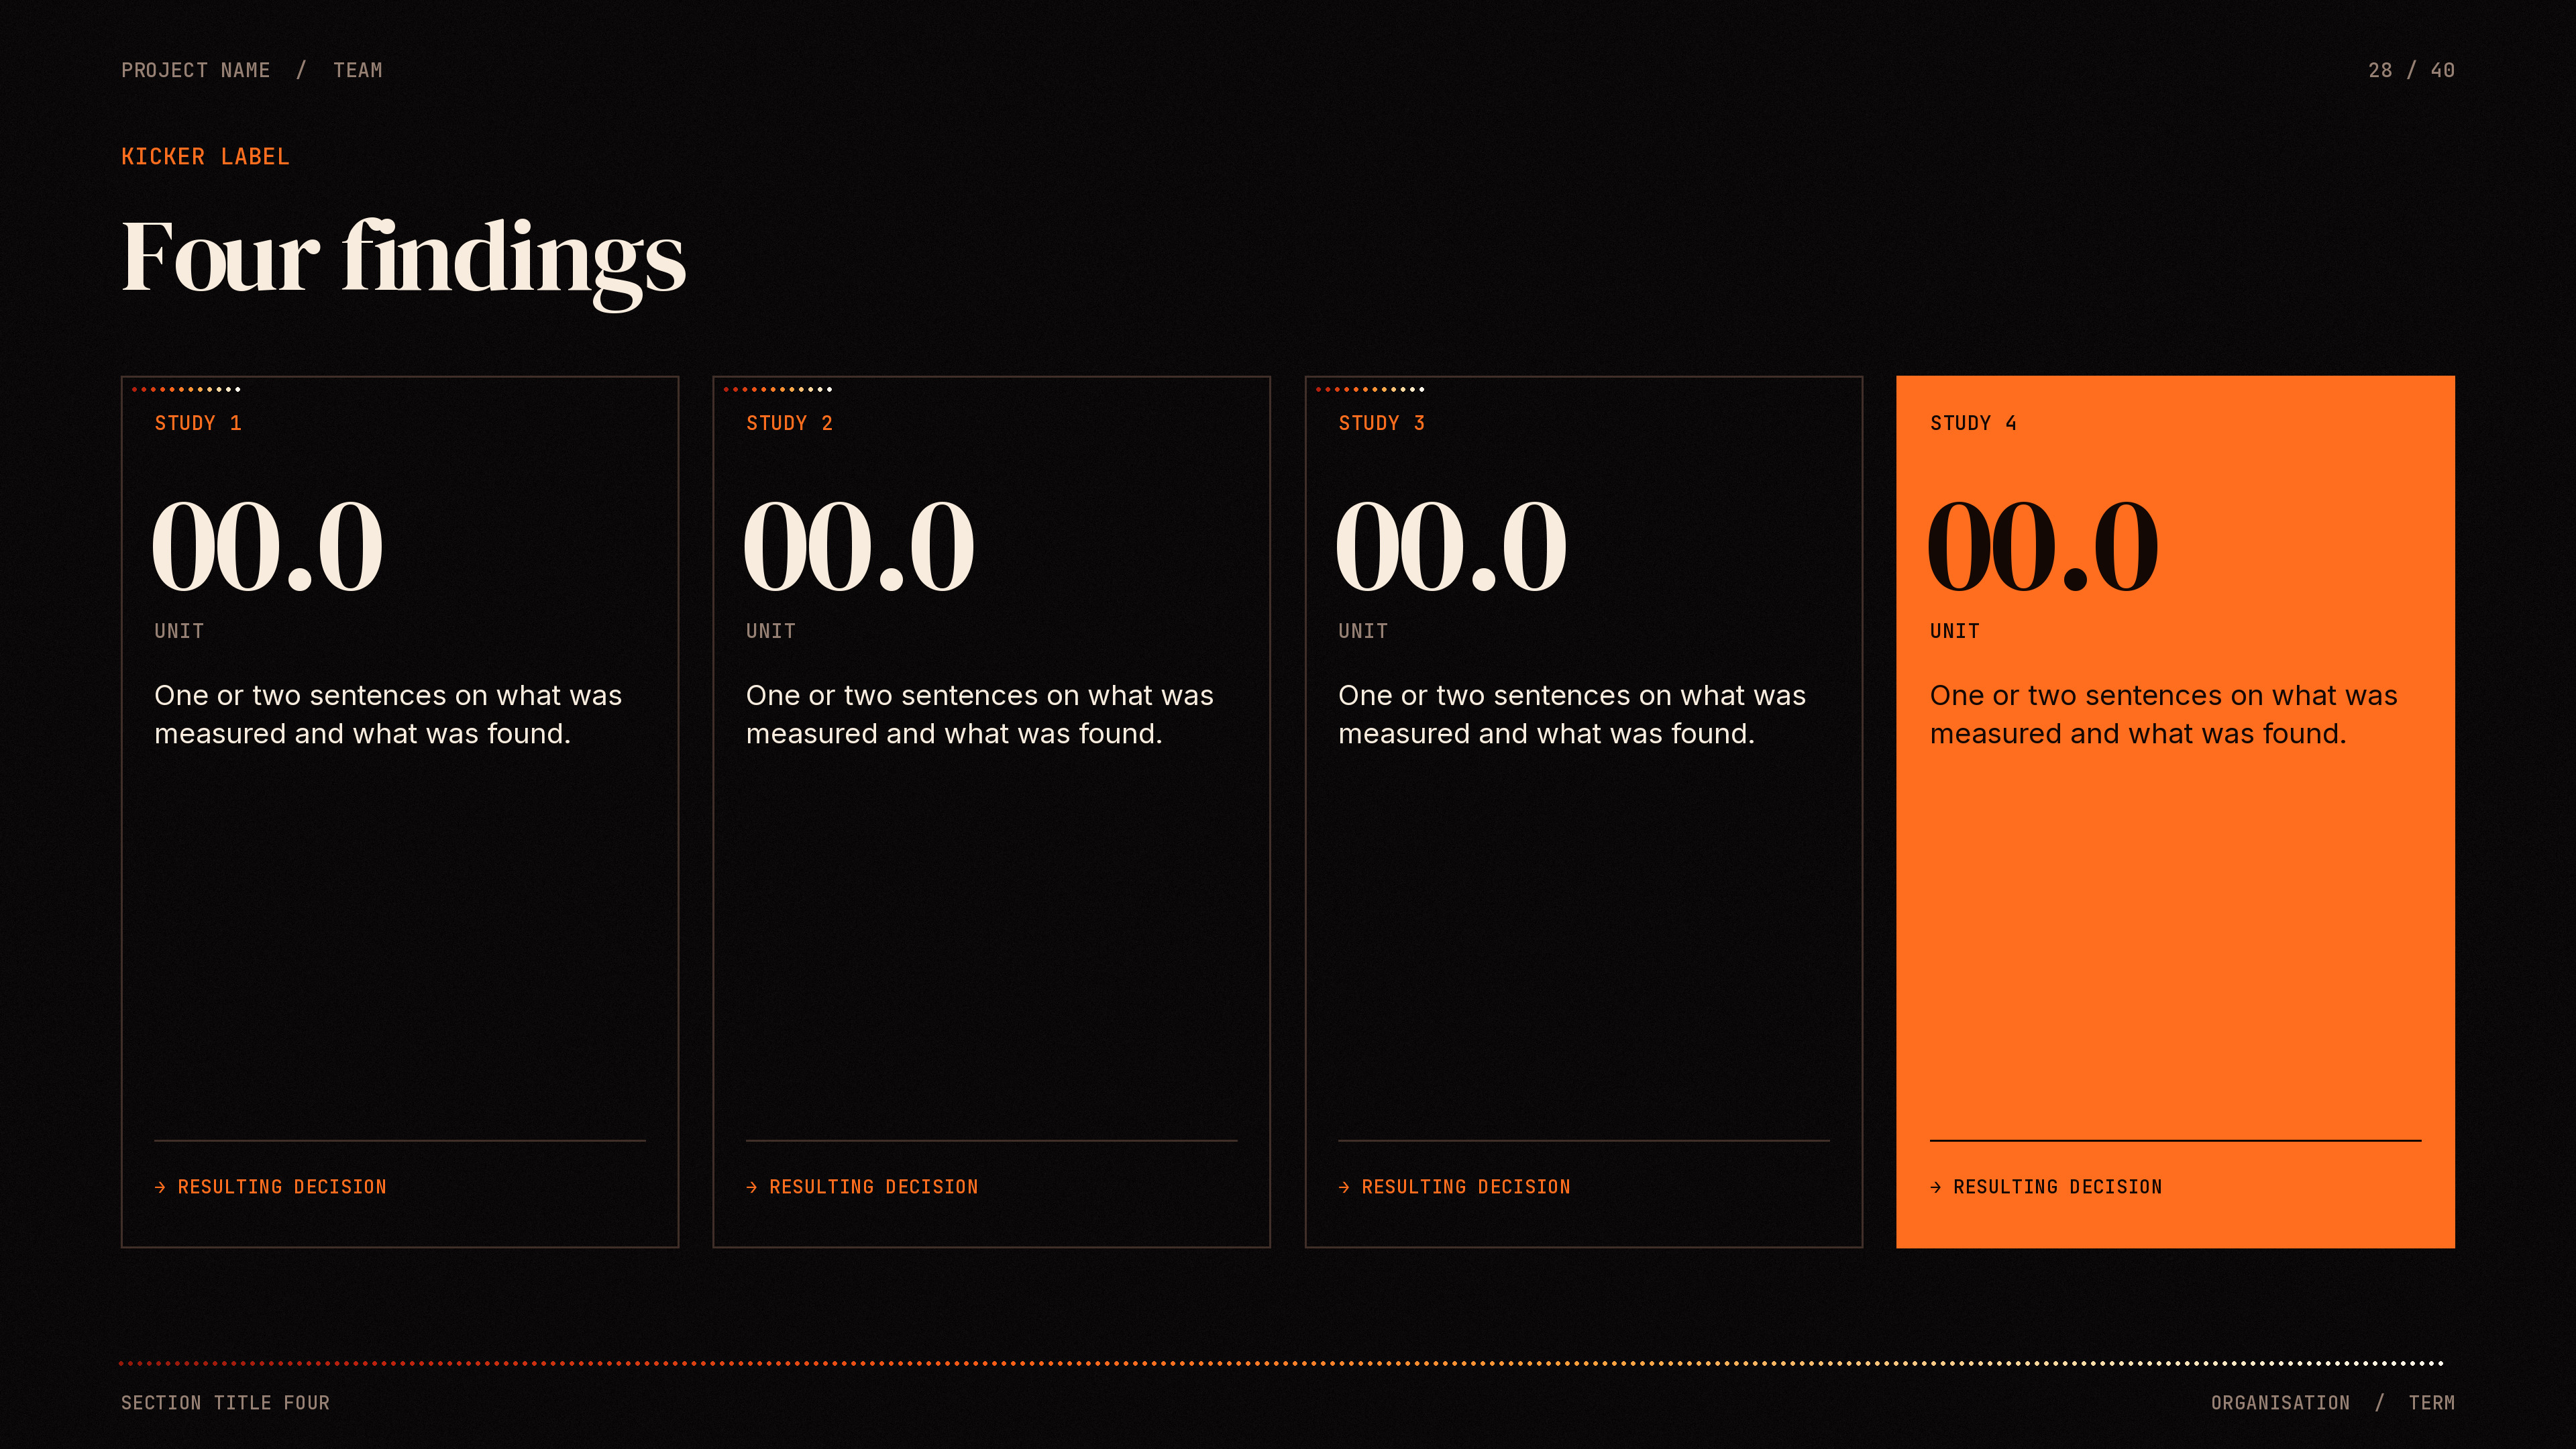 PROJECT NAME / TEAM
28 / 40
KICKER LABEL
Four findings
STUDY 1
00.0
UNIT
One or two sentences on what was
measured and what was found.
→ RESULTING DECISION
STUDY 2
00.0
UNIT
One or two sentences on what was
measured and what was found.
→ RESULTING DECISION
STUDY 3
00.0
UNIT
One or two sentences on what was
measured and what was found.
→ RESULTING DECISION
STUDY 4
00.0
UNIT
One or two sentences on what was
measured and what was found.
→ RESULTING DECISION
SECTION TITLE FOUR
ORGANISATION / TERM